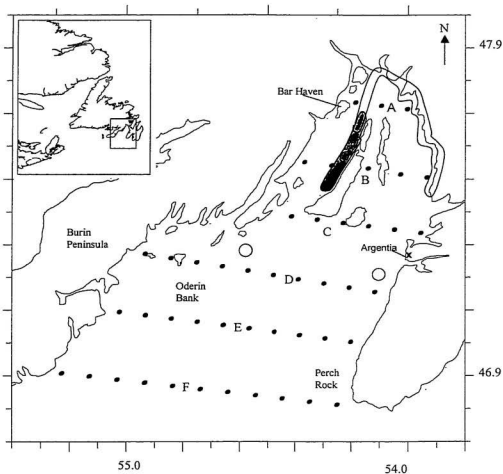 N
47.9
Bar Haven
A
B
Burin
Peninsula
C
Argentia
x
D
Oderin
Bank
E
Perch
Rock
46.9
F
55.0
54.0